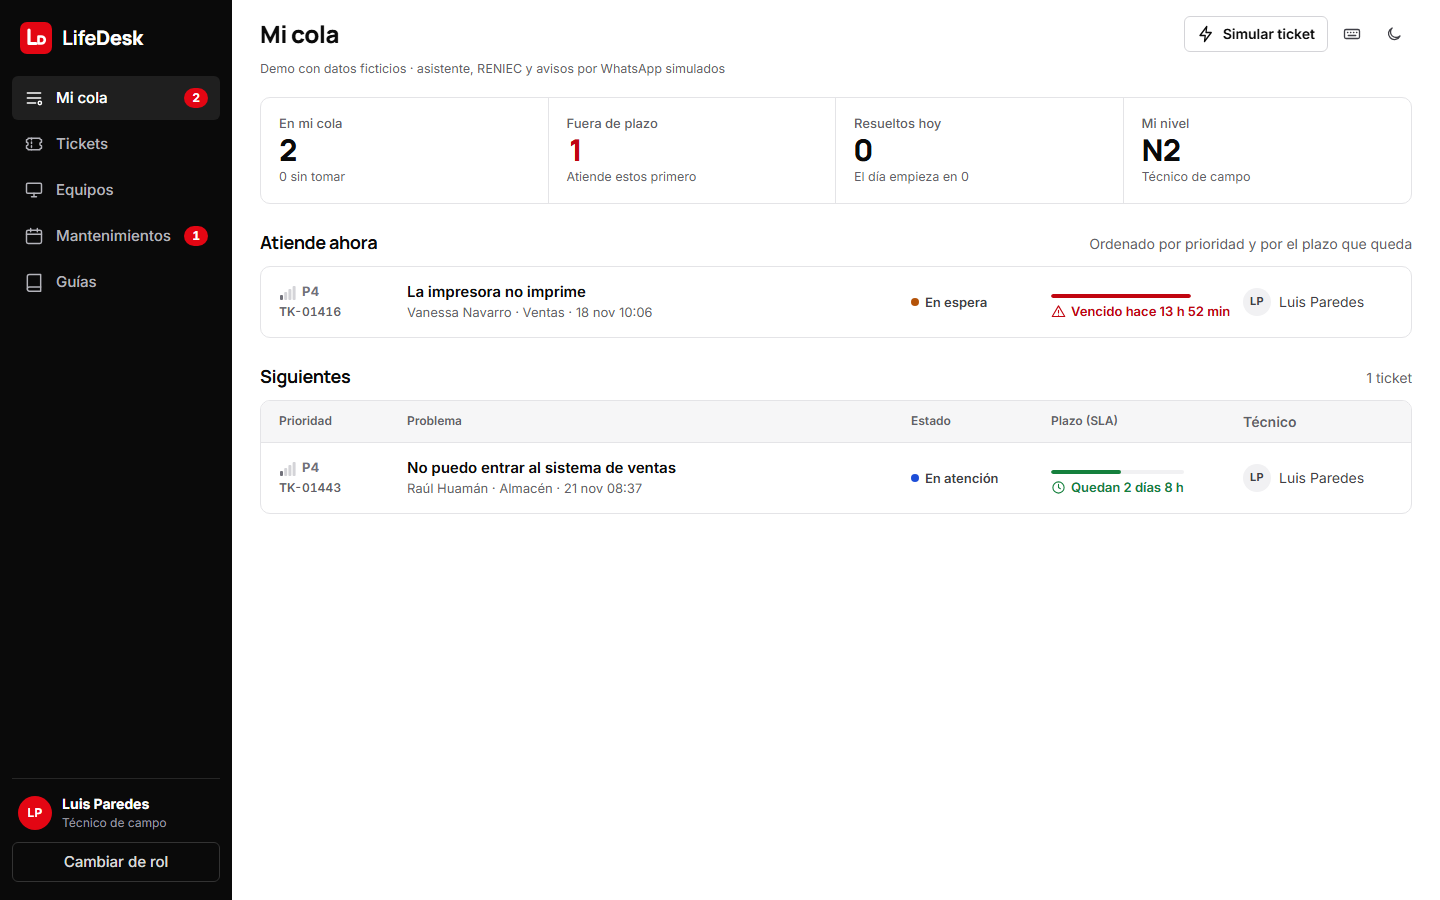 LD LifeDesk
Mi cola 2
Tickets
Equipos
Mantenimientos 1
Guías
LP Luis Paredes
Técnico de campo
Cambiar de rol
Mi cola
Simular ticket
Demo con datos ficticios · asistente, RENIEC y avisos por WhatsApp simulados
En mi cola
2
0 sin tomar
Fuera de plazo
1
Atiende estos primero
Resueltos hoy
0
El día empieza en 0
Mi nivel
N2
Técnico de campo
Atiende ahora
Ordenado por prioridad y por el plazo que queda
P4
TK-01416
La impresora no imprime
Vanessa Navarro · Ventas · 18 nov 10:06
En espera
Vencido hace 13 h 52 min
LP Luis Paredes
Siguientes
1 ticket
Prioridad Problema Estado Plazo (SLA) Técnico
P4
TK-01443
No puedo entrar al sistema de ventas
Raúl Huamán · Almacén · 21 nov 08:37
En atención
Quedan 2 días 8 h
LP Luis Paredes